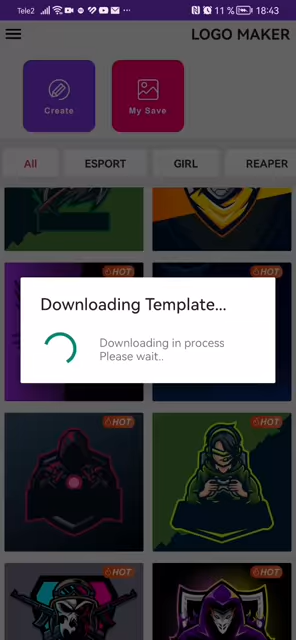 Tele2
11 %
18:43
LOGO MAKER
Create
My Save
All
ESPORT
GIRL
REAPER
HOT
HOT
Downloading Template...
Downloading in process
Please wait..
HOT
HOT
HOT
HOT